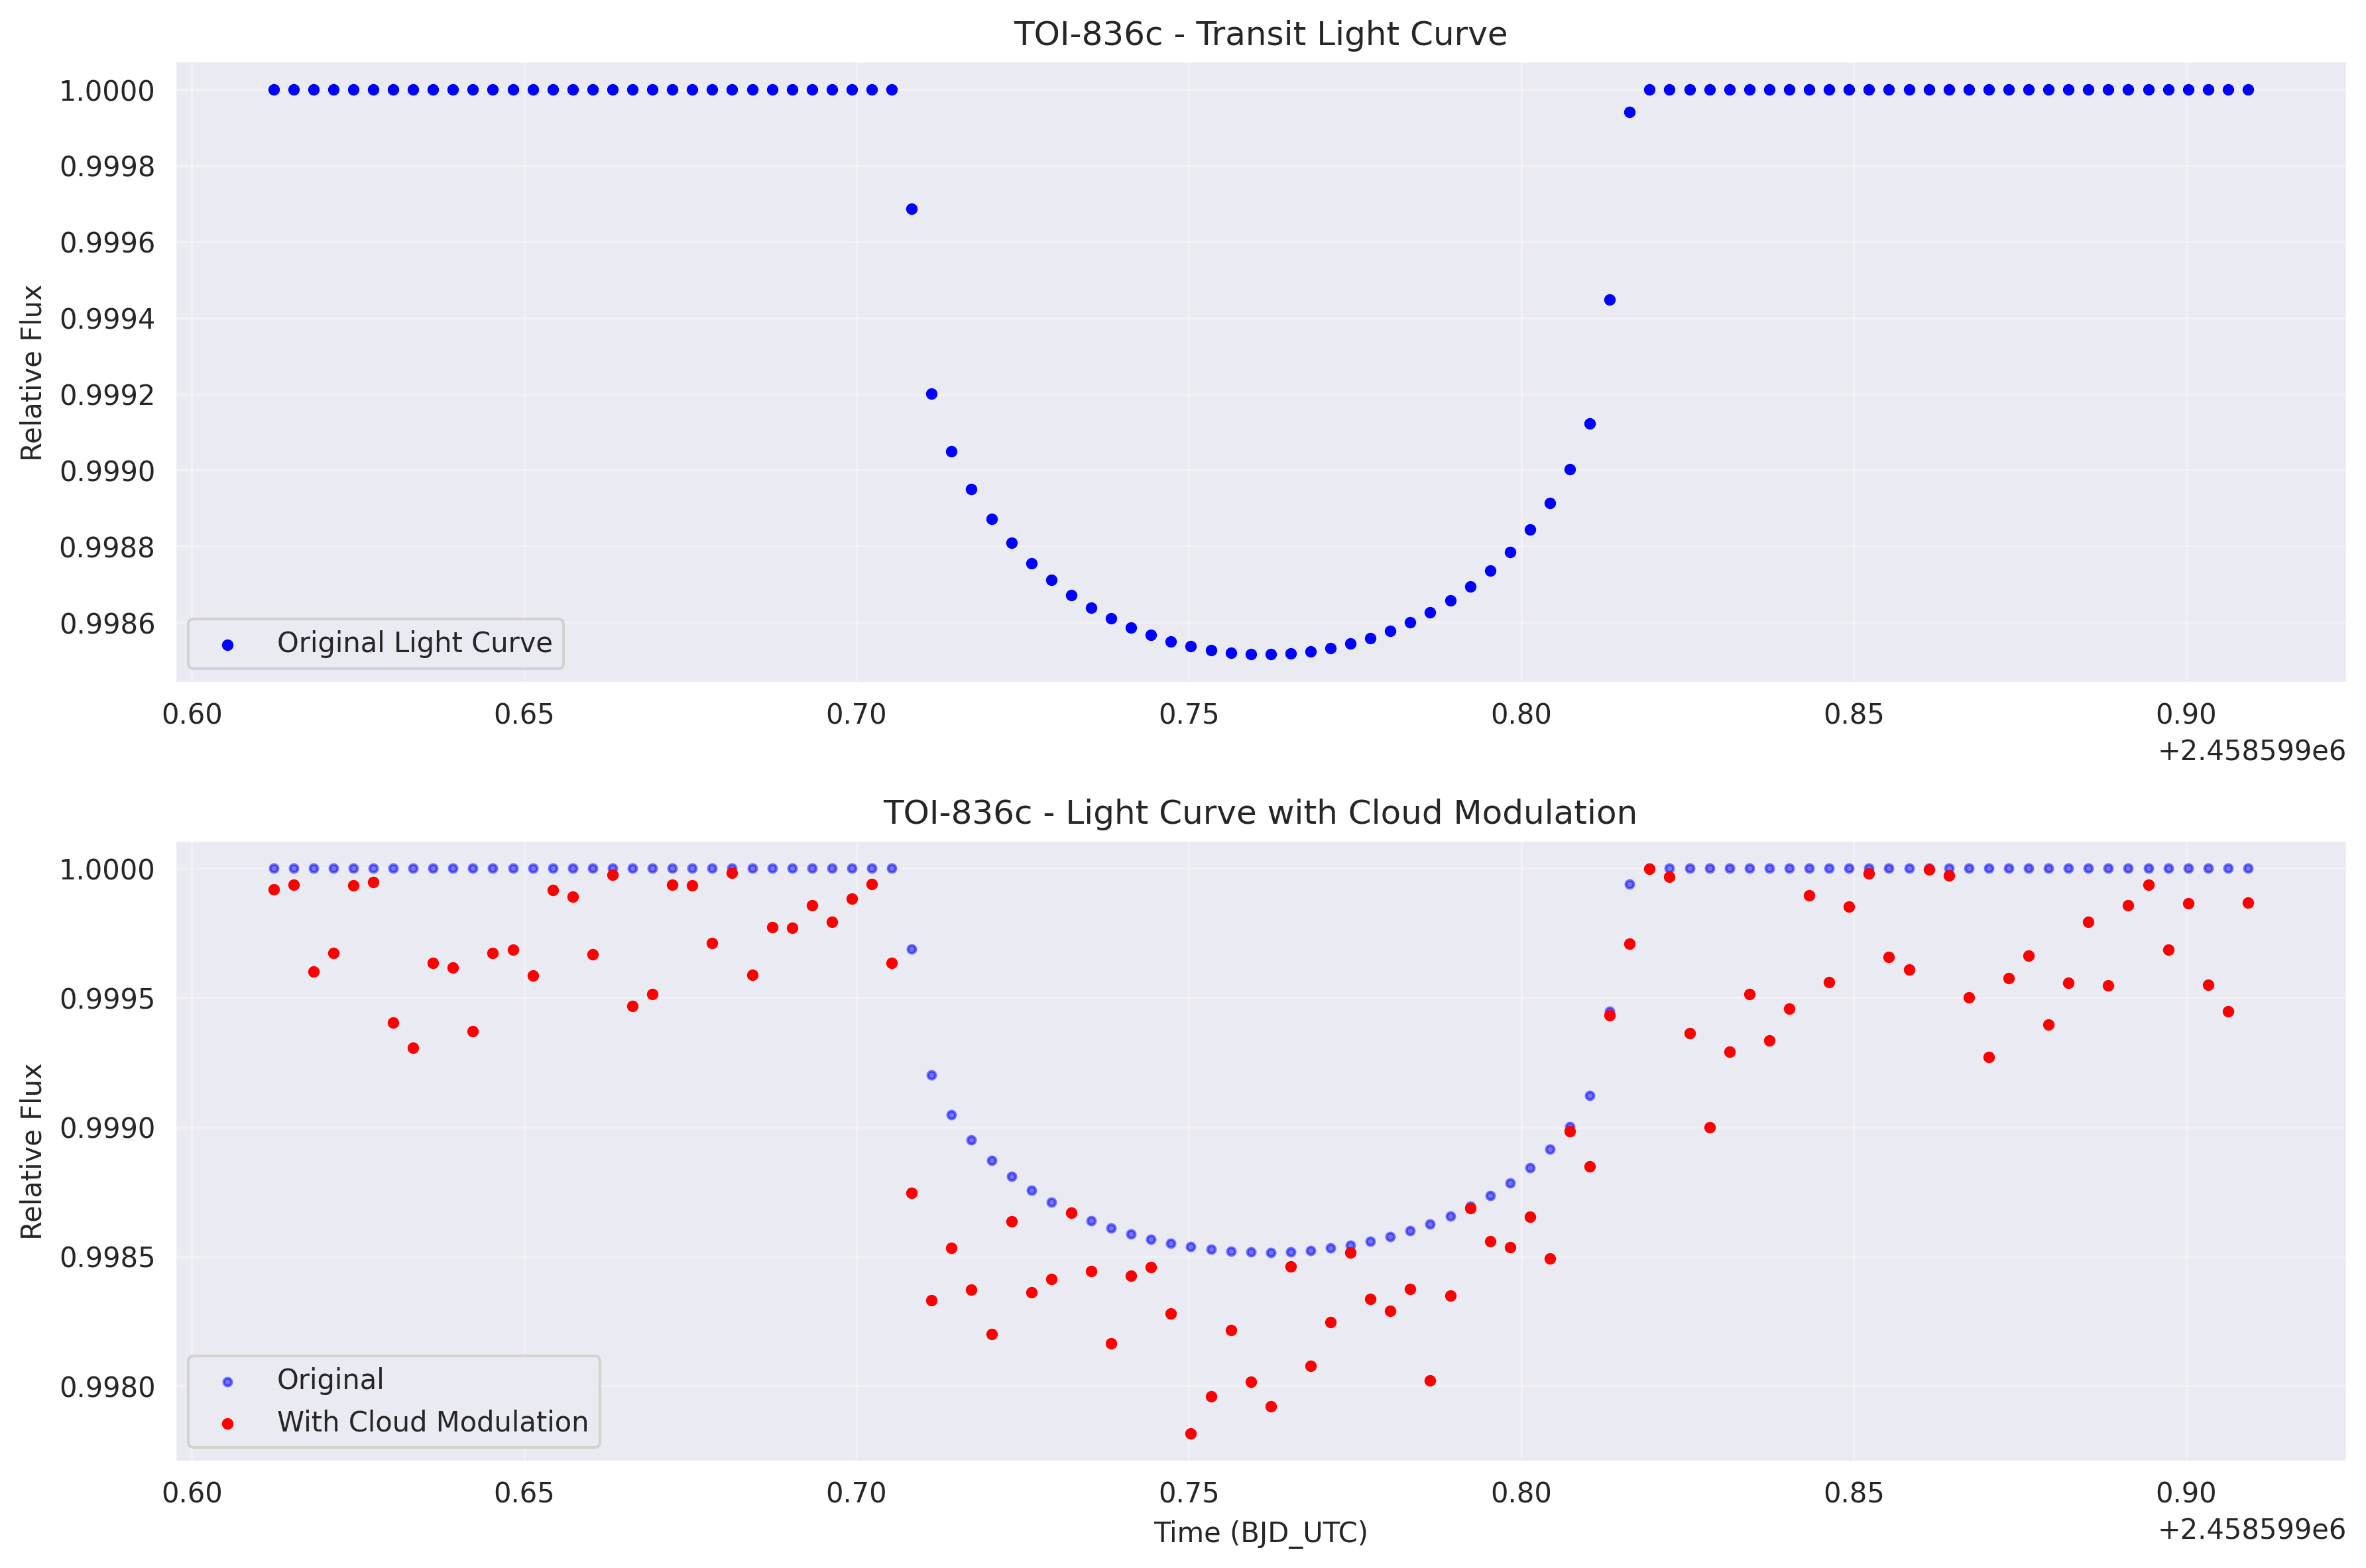 TOI-836c - Transit Light Curve
1.0000
0.9998
0.9996
0.9994
0.9992
0.9990
0.9988
0.9986
Relative Flux
Original Light Curve
0.60 0.65 0.70 0.75 0.80 0.85 0.90
+2.458599e6
TOI-836c - Light Curve with Cloud Modulation
1.0000
0.9995
0.9990
0.9985
0.9980
Relative Flux
Original
With Cloud Modulation
0.60 0.65 0.70 0.75 0.80 0.85 0.90
Time (BJD_UTC)
+2.458599e6